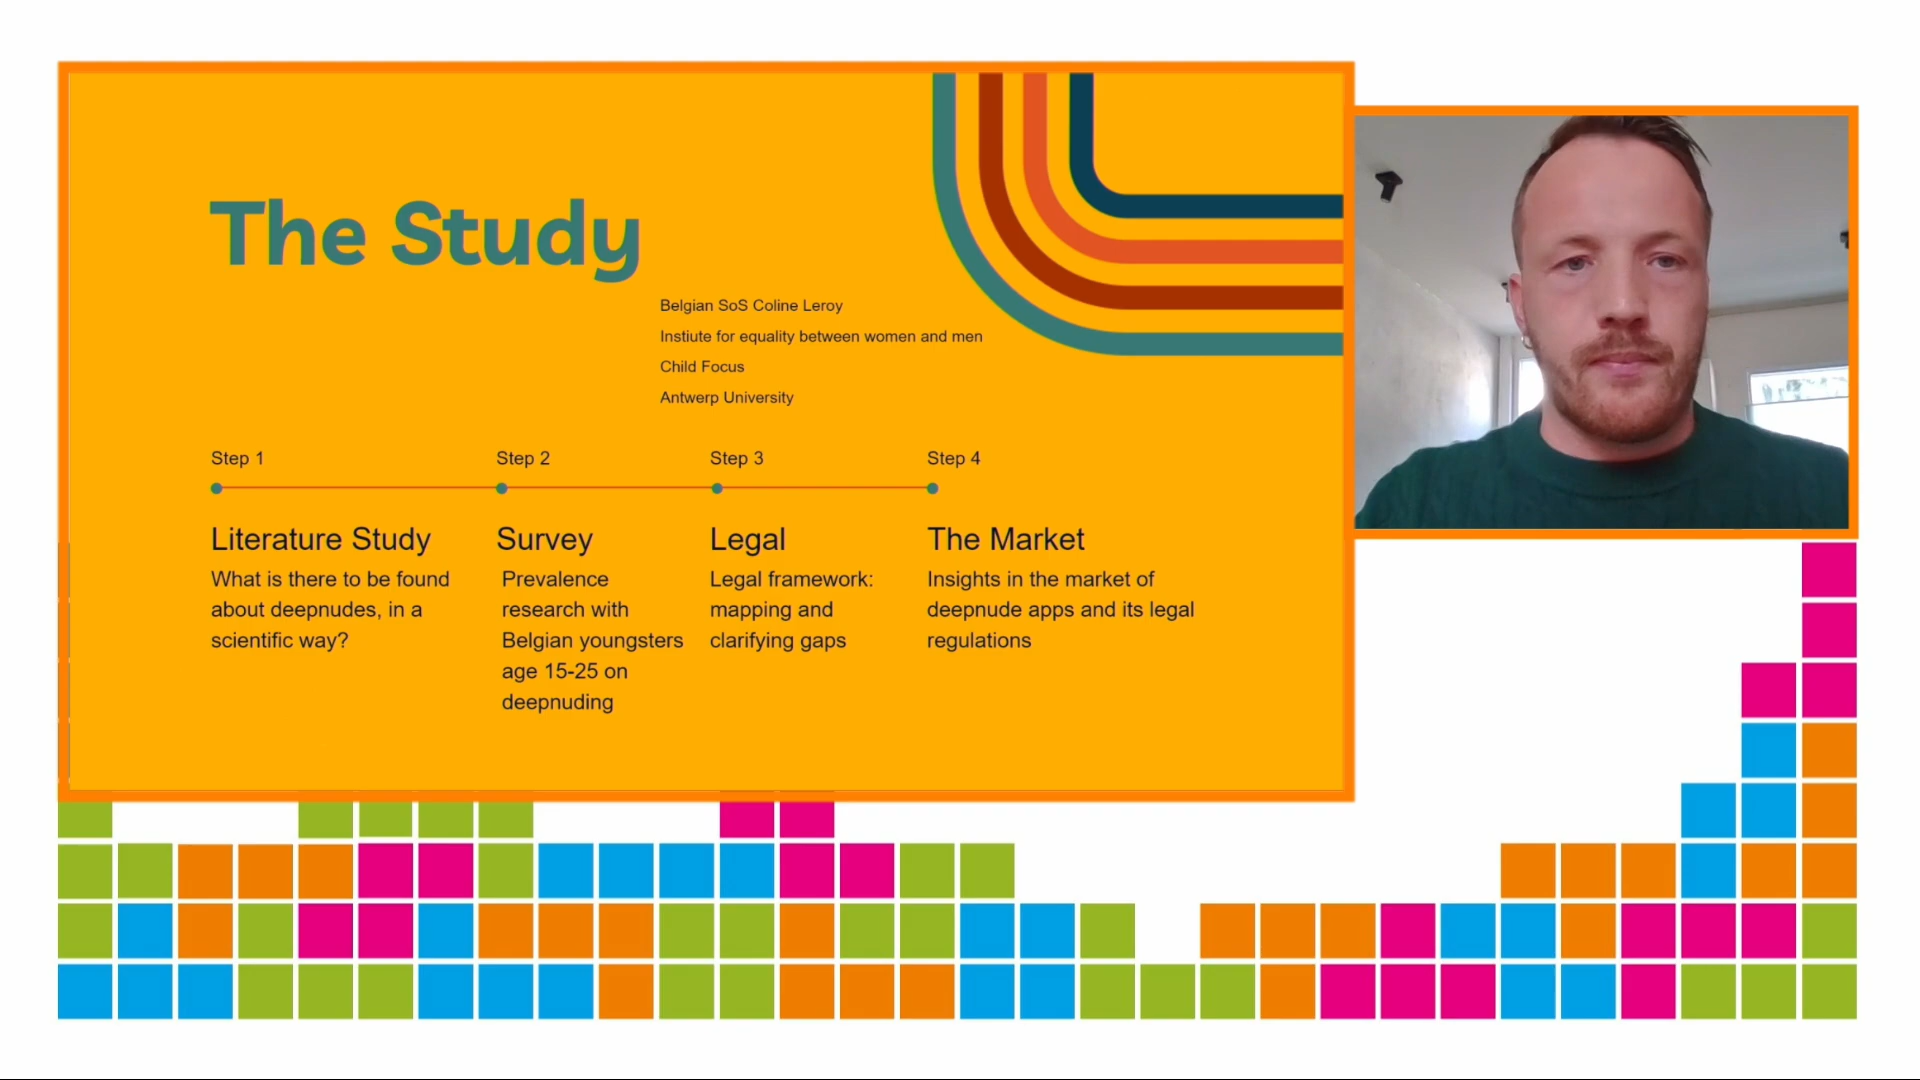 The Study
Belgian SoS Coline Leroy
Instiute for equality between women and men
Child Focus
Antwerp University
Step 1
Step 2
Step 3
Step 4
Literature Study
What is there to be found
about deepnudes, in a
scientific way?
Survey
Prevalence
research with
Belgian youngsters
age 15-25 on
deepnuding
Legal
Legal framework:
mapping and
clarifying gaps
The Market
Insights in the market of
deepnude apps and its legal
regulations